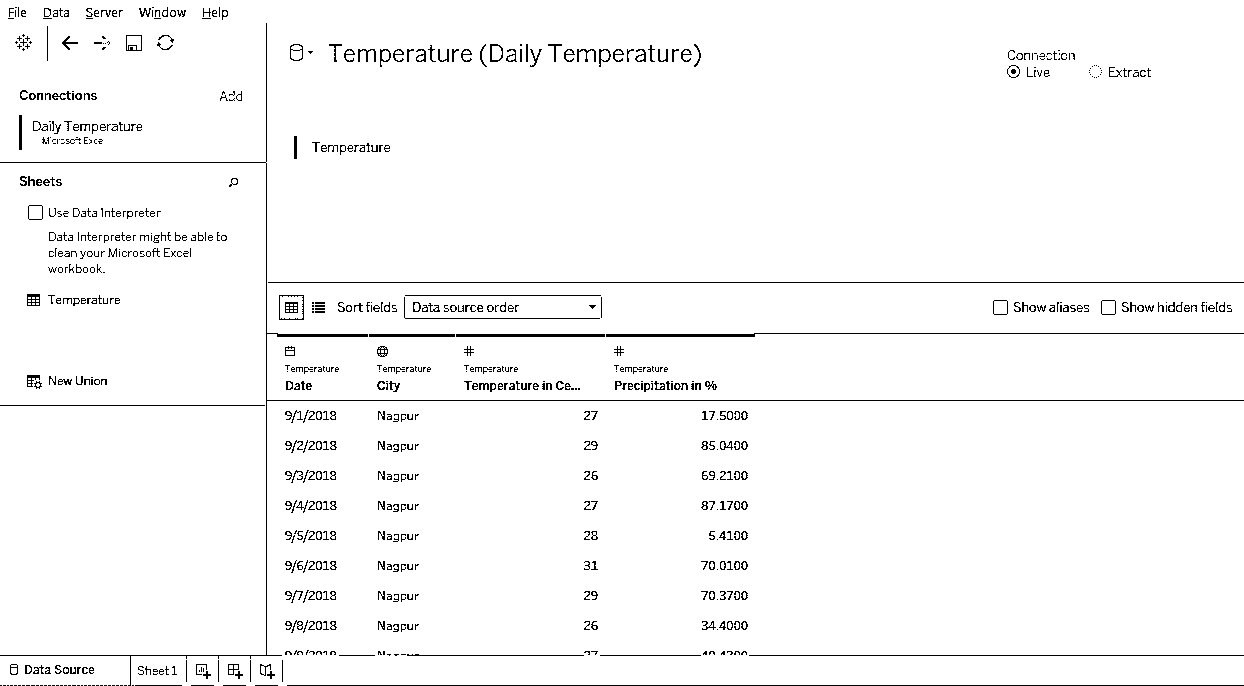 File Data Server Window Help
Temperature (Daily Temperature)
Connection
Live Extract
Connections Add
Daily Temperature
Microsoft Excel
Temperature
Sheets
Use Data Interpreter
Data Interpreter might be able to
clean your Microsoft Excel
workbook.
Temperature
New Union
Sort fields Data source order Show aliases Show hidden fields
Temperature Temperature Temperature Temperature
Date City Temperature in Ce... Precipitation in %
9/1/2018 Nagpur 27 17.5000
9/2/2018 Nagpur 29 85.0400
9/3/2018 Nagpur 26 69.2100
9/4/2018 Nagpur 27 87.1700
9/5/2018 Nagpur 28 5.4100
9/6/2018 Nagpur 31 70.0100
9/7/2018 Nagpur 29 70.3700
9/8/2018 Nagpur 26 34.4000
Data Source Sheet 1